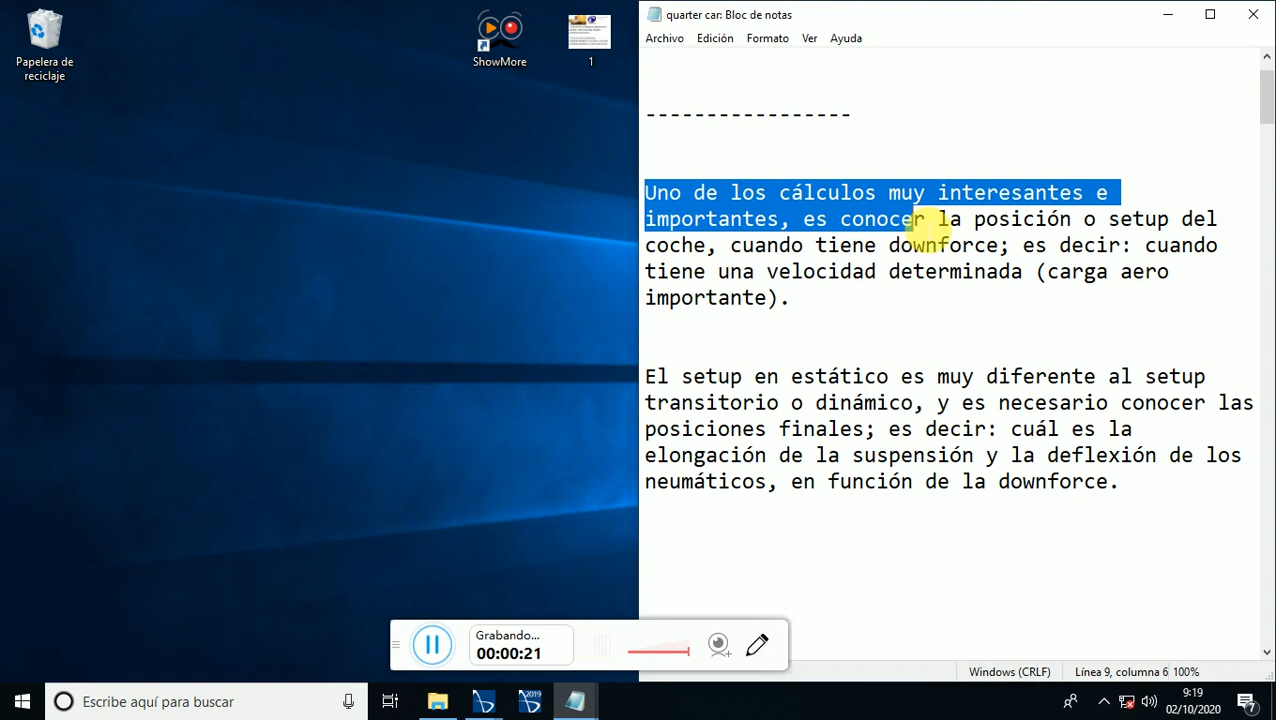 quarter car: Bloc de notas
Archivo Edición Formato Ver Ayuda
Papelera de
reciclaje
ShowMore
1
-----------------
Uno de los cálculos muy interesantes e
importantes, es conocer la posición o setup del
coche, cuando tiene downforce; es decir: cuando
tiene una velocidad determinada (carga aero
importante).
El setup en estático es muy diferente al setup
transitorio o dinámico, y es necesario conocer las
posiciones finales; es decir: cuál es la
elongación de la suspensión y la deflexión de los
neumáticos, en función de la downforce.
Grabando...
00:00:21
Windows (CRLF) Línea 9, columna 6 100%
Escribe aquí para buscar
2019
9:19
02/10/2020
7